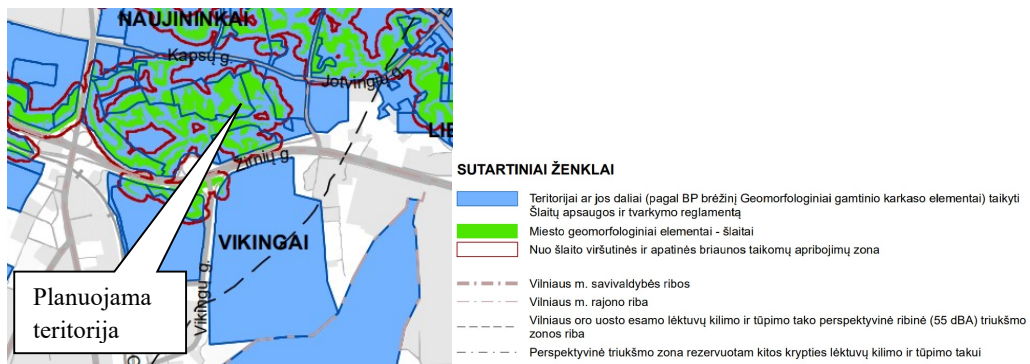 NAUJININKAI
Kapsų g.
Jotvingių g.
LIE
Žirnių g.
VIKINGAI
Vikingų g.
Planuojama
teritorija
SUTARTINIAI ŽENKLAI
Teritorijai ar jos daliai (pagal BP brėžinį Geomorfologiniai gamtinio karkaso elementai) taikyti
Šlaitų apsaugos ir tvarkymo reglamentą
Miesto geomorfologiniai elementai - šlaitai
Nuo šlaito viršutinės ir apatinės briaunos taikomų apribojimų zona
Vilniaus m. savivaldybės ribos
Vilniaus m. rajono riba
Vilniaus oro uosto esamo lėktuvų kilimo ir tūpimo tako perspektyvinė ribinė (55 dBA) triukšmo
zonos riba
Perspektyvinė triukšmo zona rezervuotam kitos krypties lėktuvų kilimo ir tūpimo takui